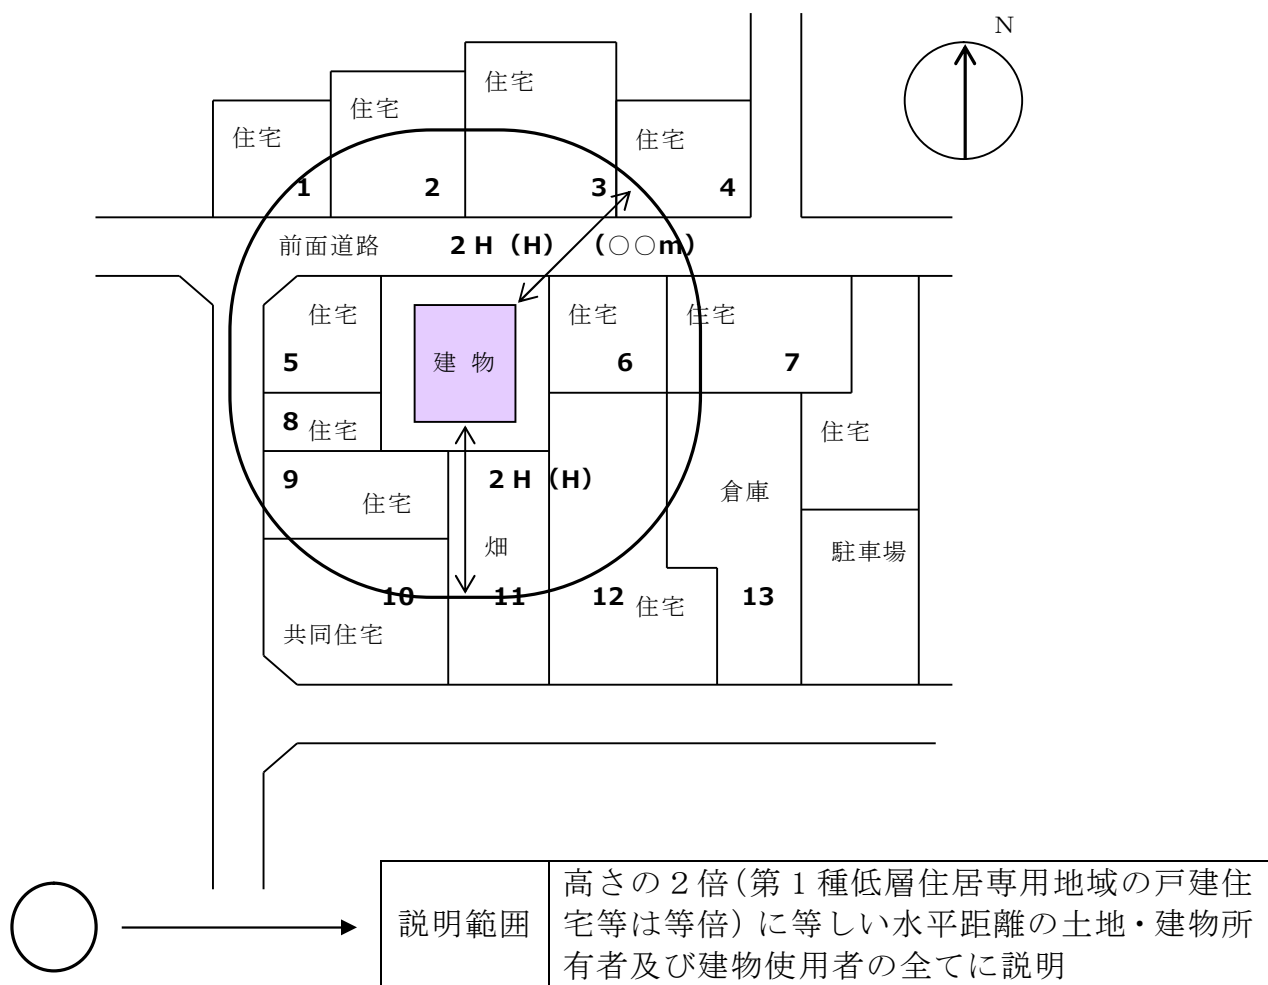 N
住宅
住宅
住宅
住宅
1
2
3
4
前面道路
2H（H）
（○○m）
住宅
5
建 物
住宅
6
住宅
7
8 住宅
9
住宅
2H（H）
畑
倉庫
住宅
駐車場
10
11
12 住宅
13
共同住宅
説明範囲
高さの２倍（第１種低層住居専用地域の戸建住
宅等は等倍）に等しい水平距離の土地・建物所
有者及び建物使用者の全てに説明